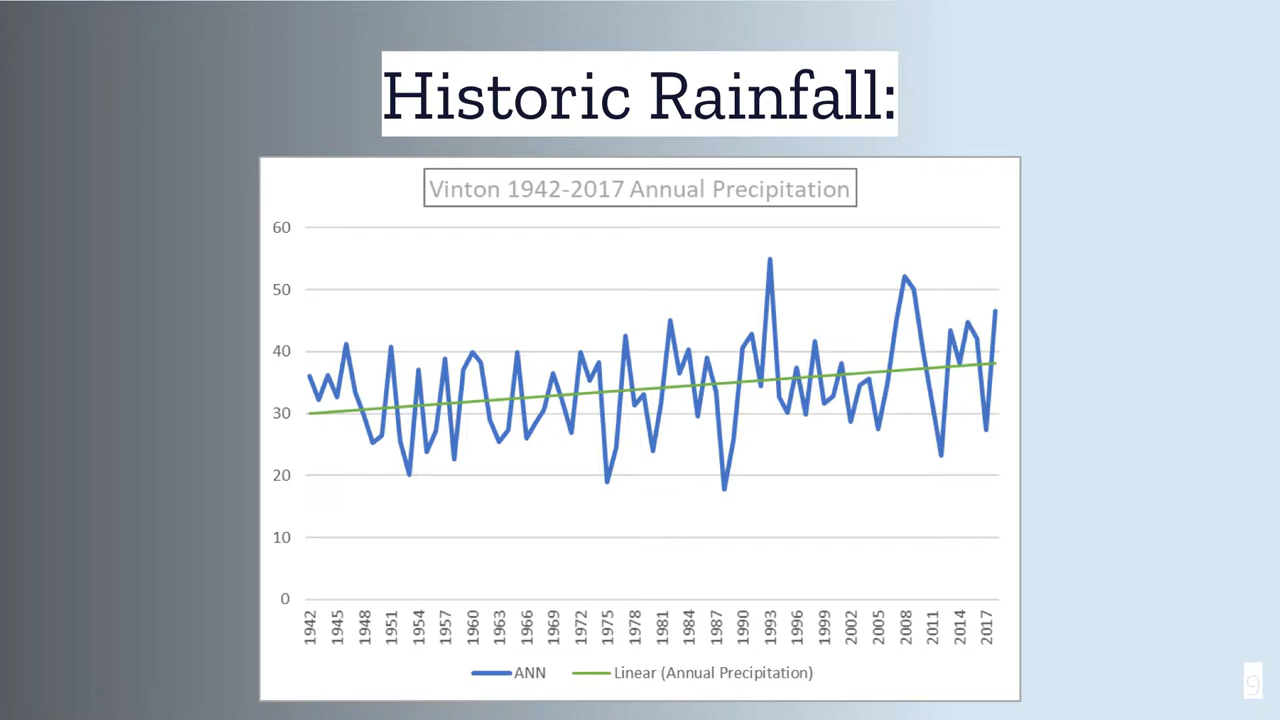 Historic Rainfall:
Vinton 1942-2017 Annual Precipitation
60
50
40
30
20
10
0
1942 1945 1948 1951 1954 1957 1960 1963 1966 1969 1972 1975 1978 1981 1984 1987 1990 1993 1996 1999 2002 2005 2008 2011 2014 2017
ANN Linear (Annual Precipitation)
9